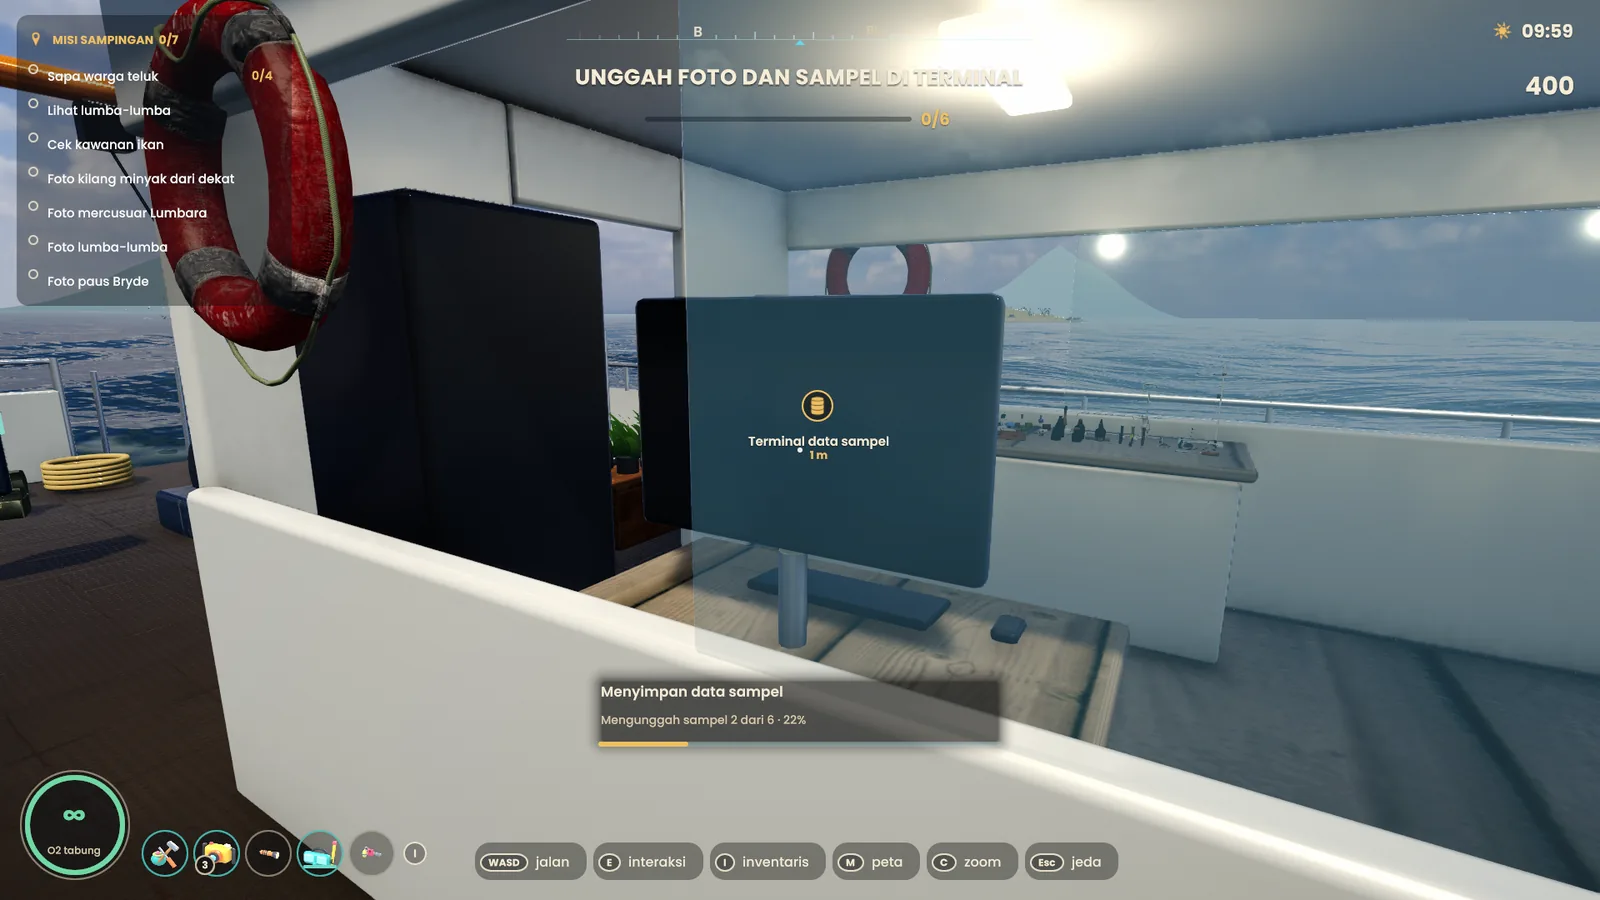 MISI SAMPINGAN 0/7
Sapa warga teluk 0/4
Lihat lumba-lumba
Cek kawanan ikan
Foto kilang minyak dari dekat
Foto mercusuar Lumbara
Foto lumba-lumba
Foto paus Bryde
B
UNGGAH FOTO DAN SAMPEL DI TERMINAL
0/6
09:59
400
Terminal data sampel
1 m
Menyimpan data sampel
Mengunggah sampel 2 dari 6 · 22%
∞
O2 tabung
3
I
WASD jalan
E interaksi
I inventaris
M peta
C zoom
Esc jeda